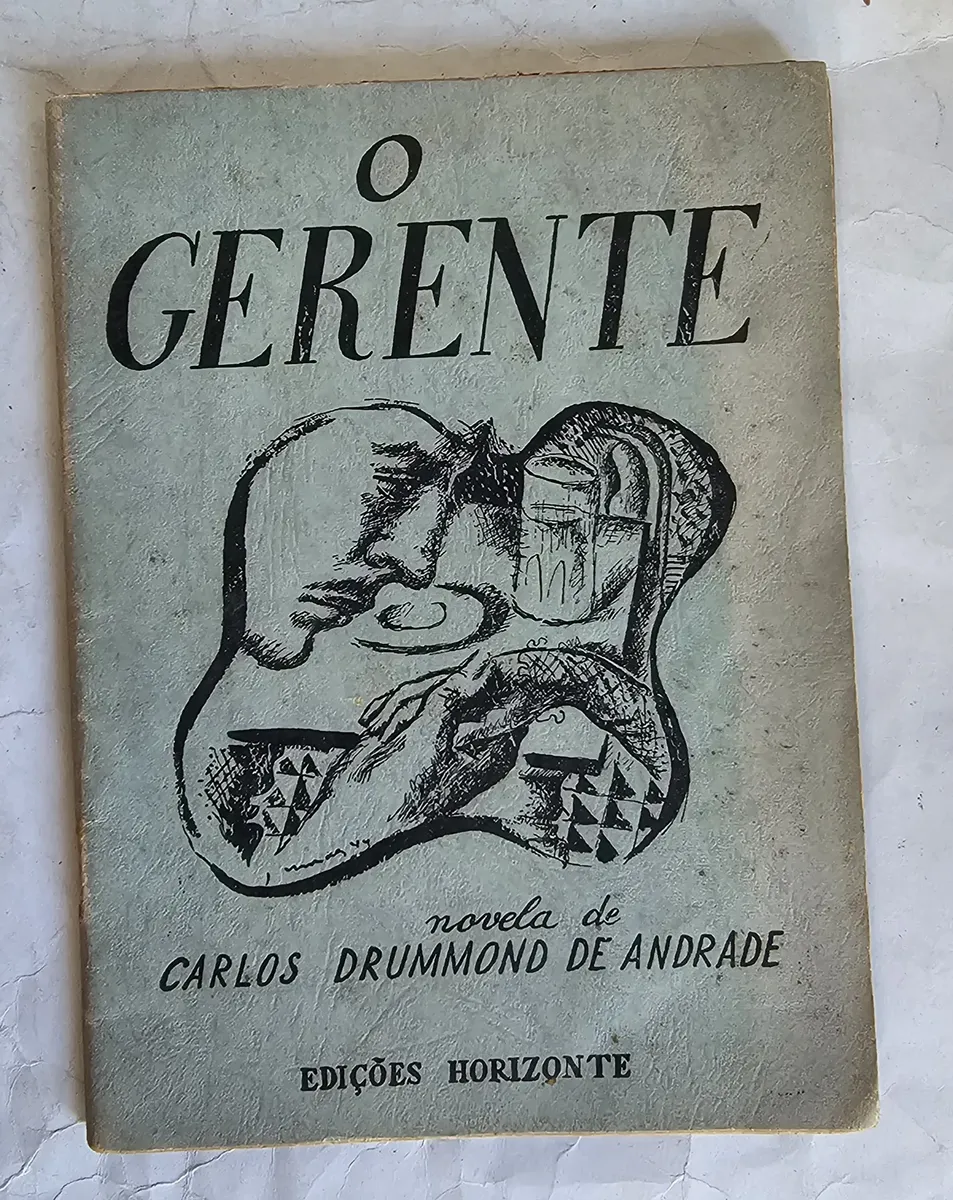 O
GERENTE
novela de
CARLOS DRUMMOND DE ANDRADE
EDIÇÕES HORIZONTE